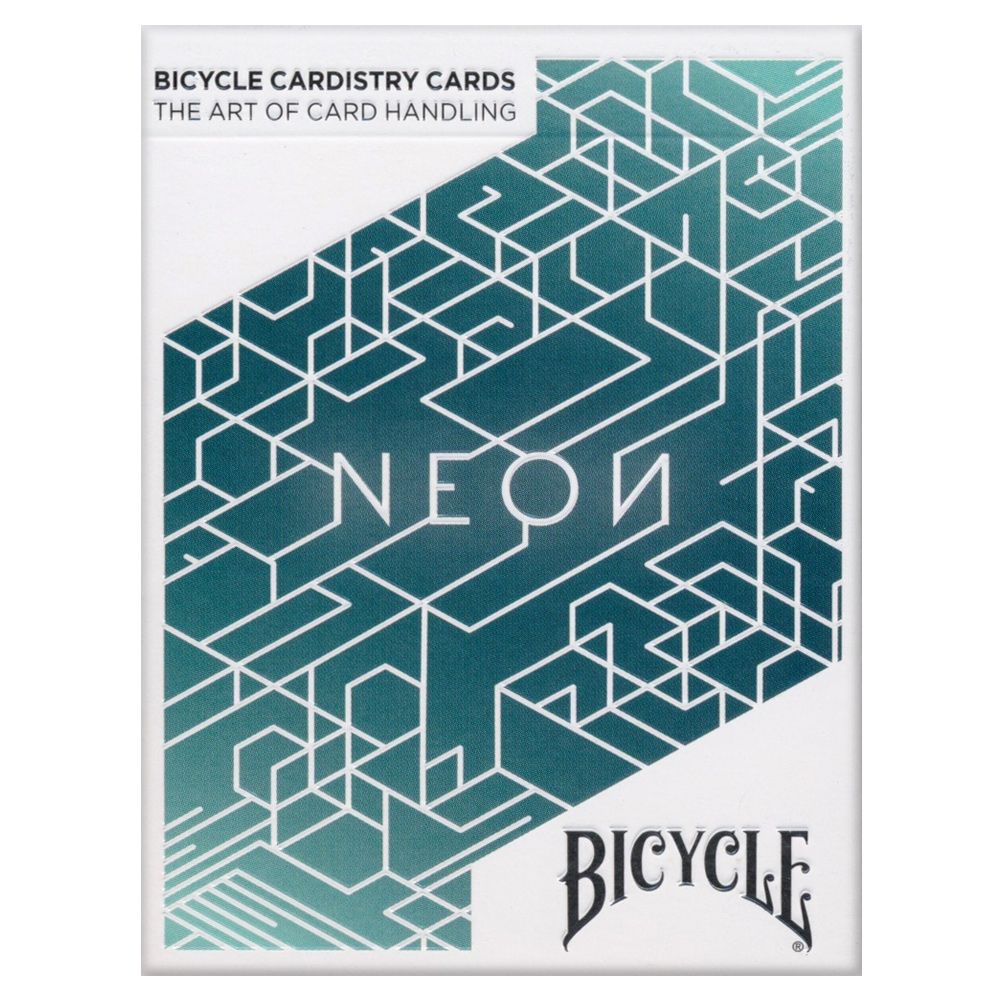 BICYCLE CARDISTRY CARDS
THE ART OF CARD HANDLING
NEON
BICYCLE
®